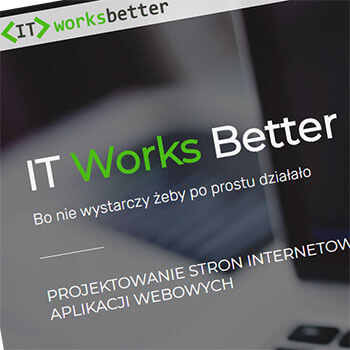 <IT> worksbetter
IT Works Better
Bo nie wystarczy żeby po prostu działało
PROJEKTOWANIE STRON INTERNETOW
APLIKACJI WEBOWYCH